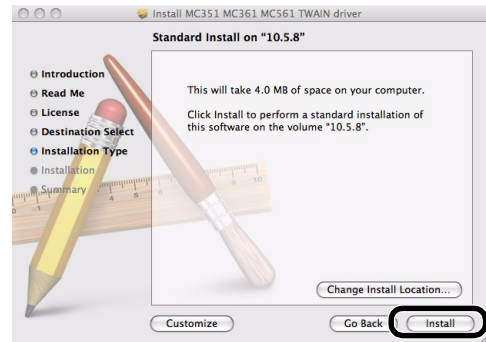 Install MC351 MC361 MC561 TWAIN driver
Standard Install on "10.5.8"
Introduction
Read Me
License
Destination Select
Installation Type
Installation
Summary
This will take 4.0 MB of space on your computer.
Click Install to perform a standard installation of
this software on the volume "10.5.8".
Change Install Location...
Customize
Go Back
Install